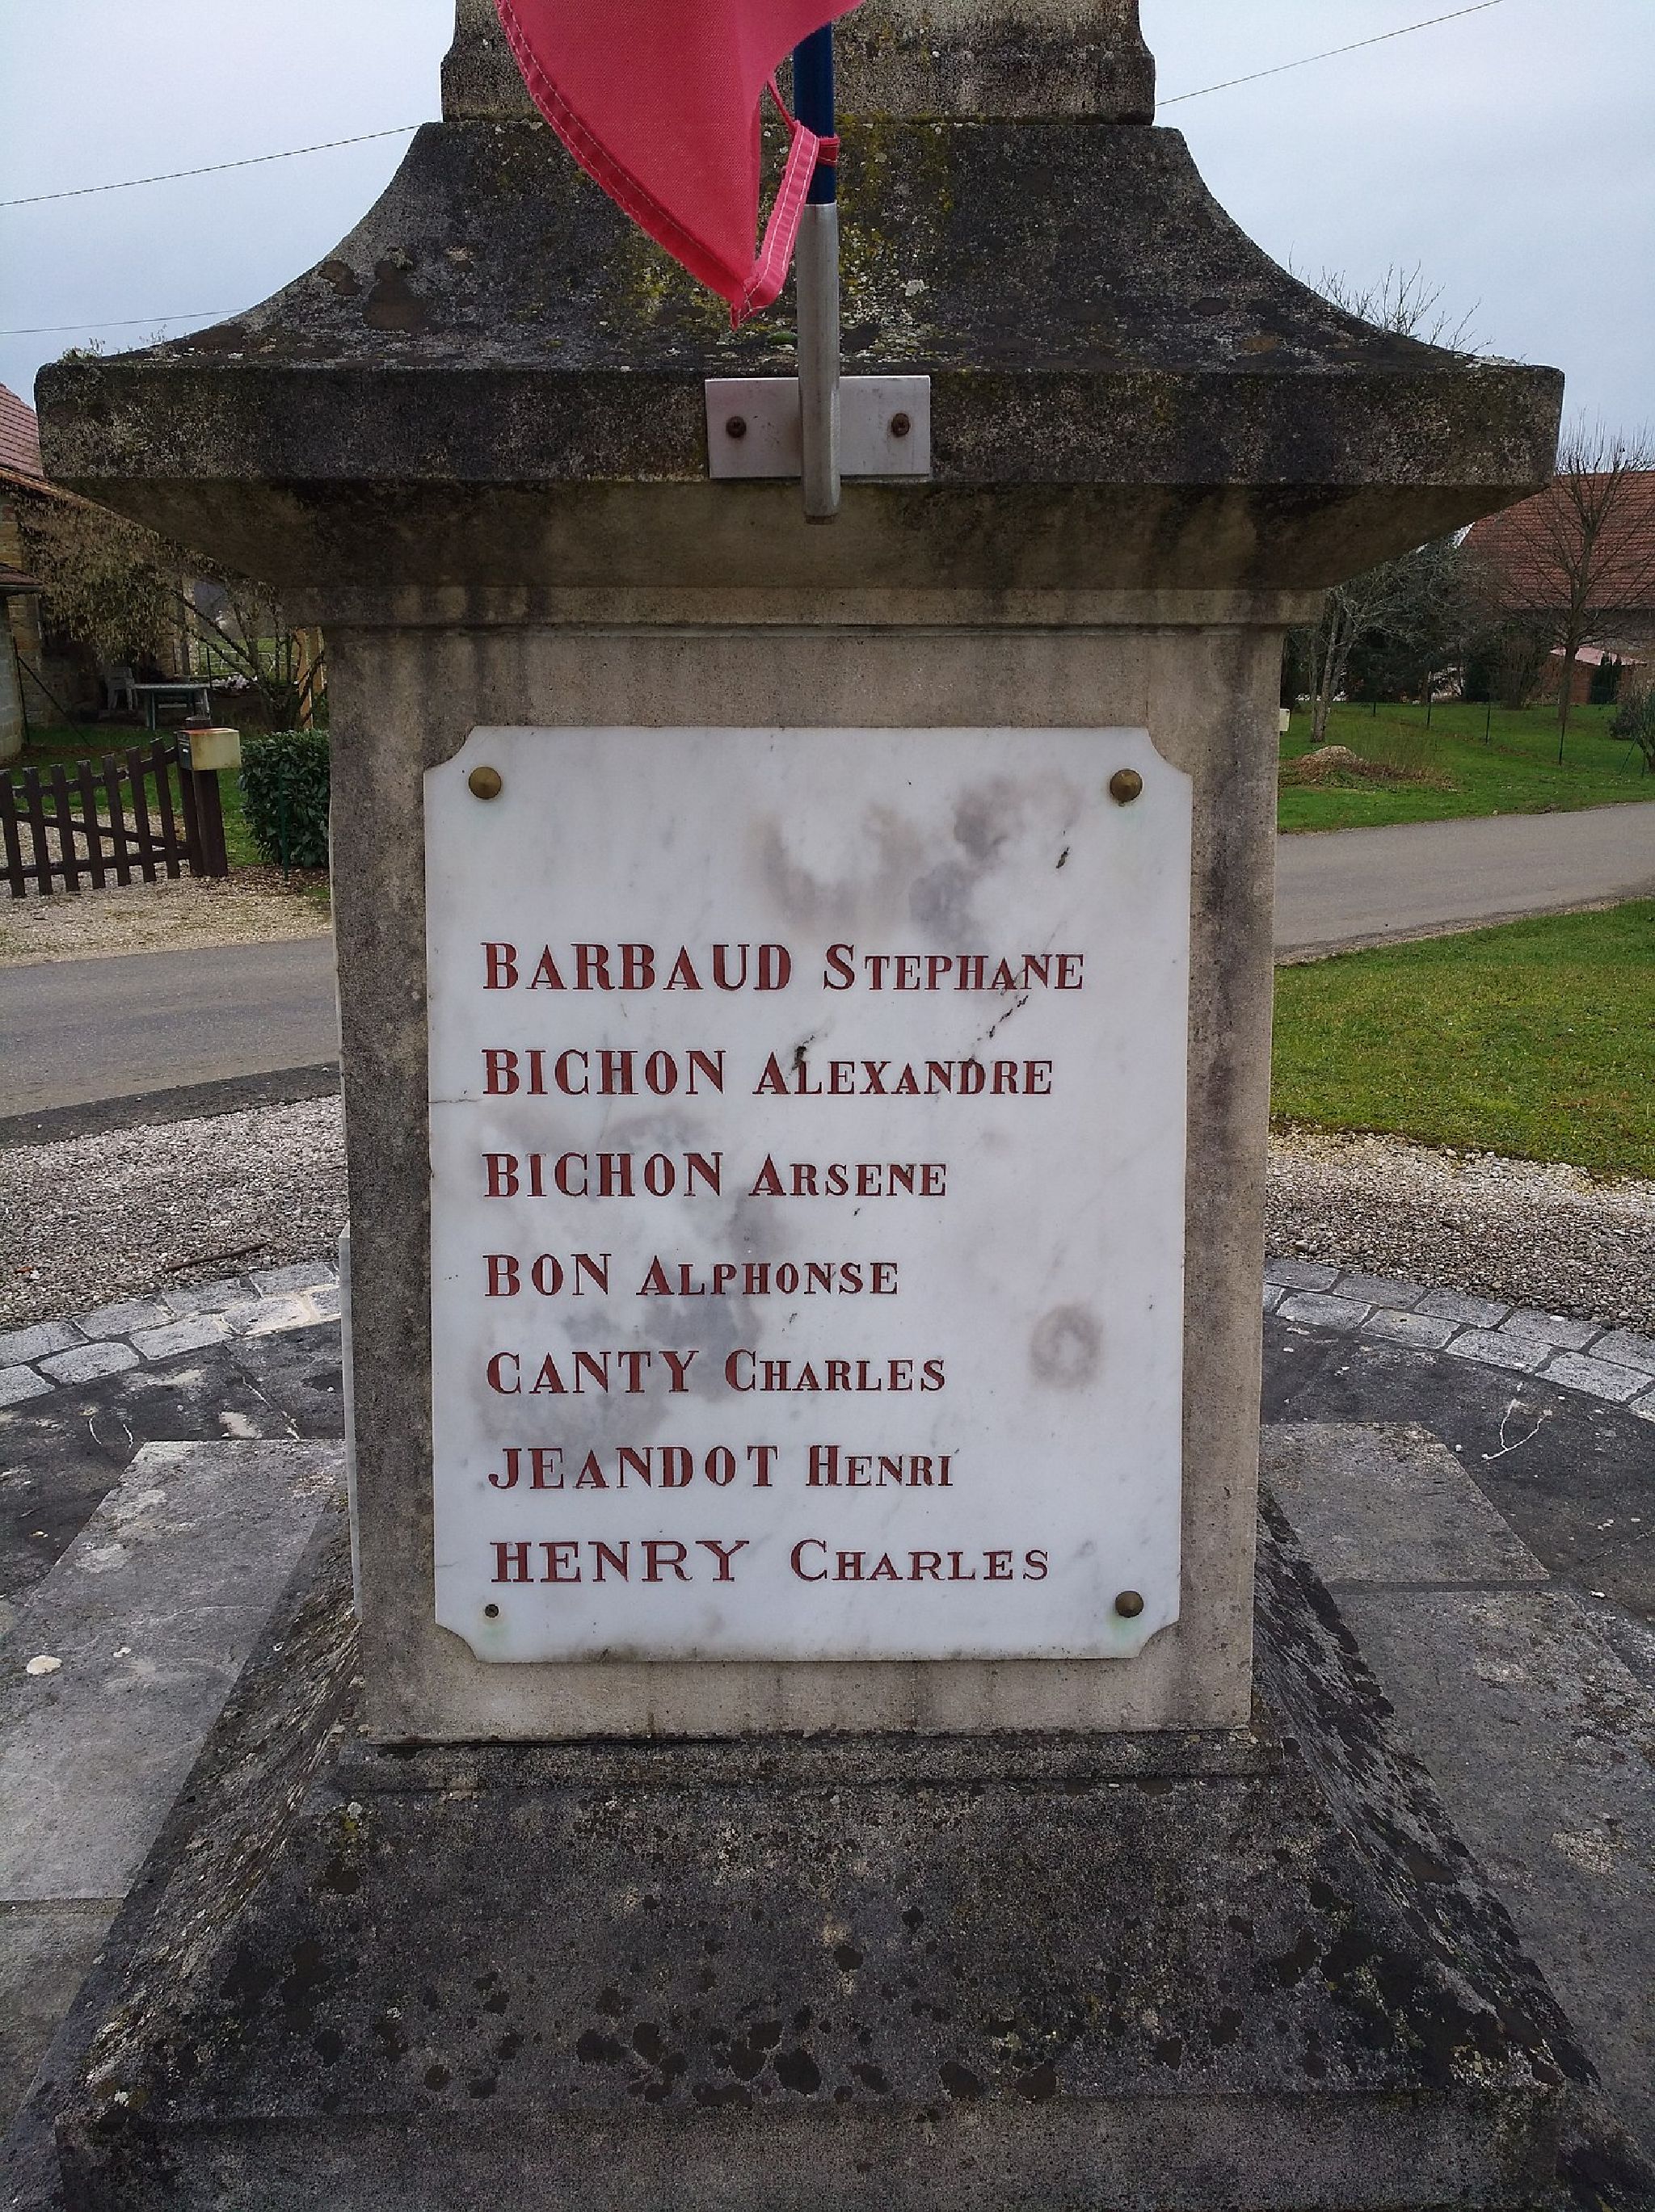 BARBAUD STEPHANE
BICHON ALEXANDRE
BICHON ARSENE
BON ALPHONSE
CANTY CHARLES
JEANDOT HENRI
HENRY CHARLES